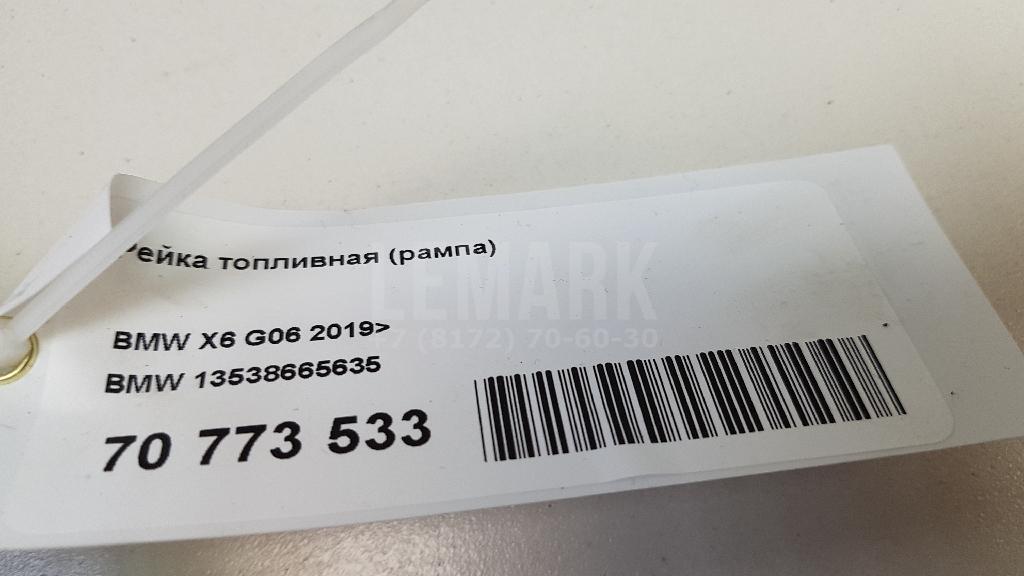 Рейка топливная (рампа)
LEMARK
+7 (8172) 70-60-30
BMW X6 G06 2019>
BMW 13538665635
70 773 533